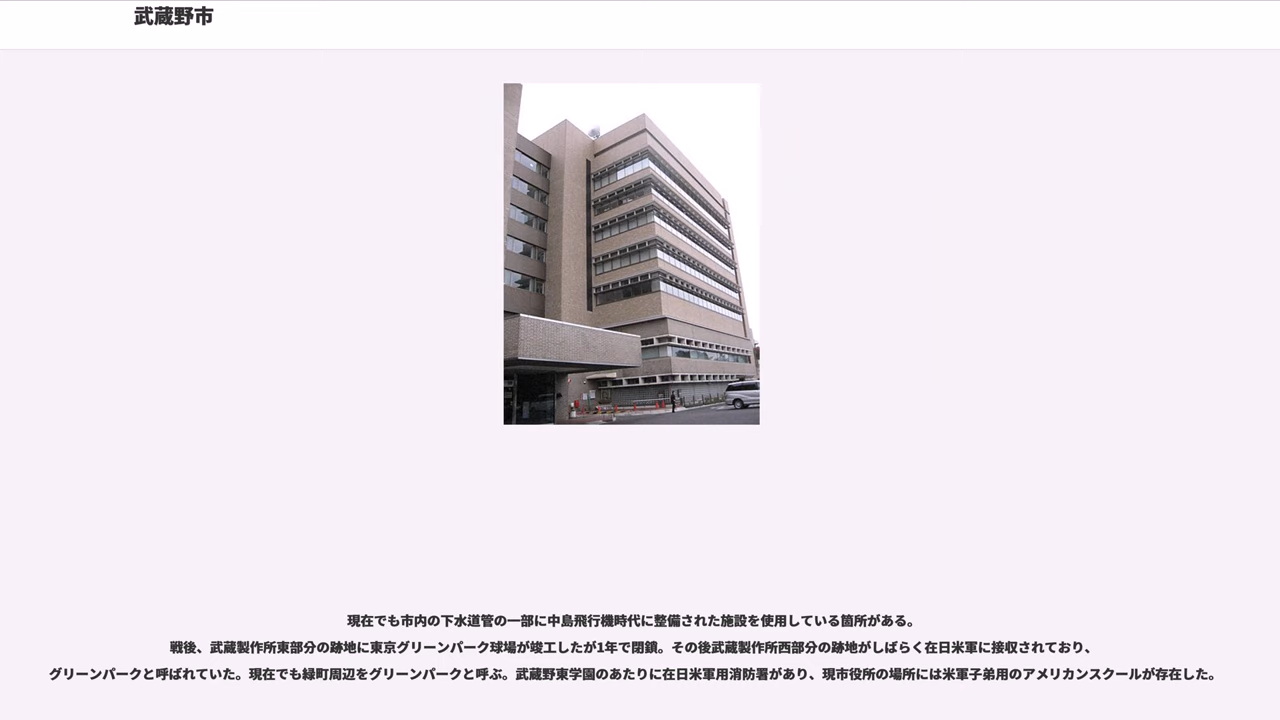 武蔵野市
現在でも市内の下水道管の一部に中島飛行機時代に整備された施設を使用している箇所がある。
戦後、武蔵製作所東部分の跡地に東京グリーンパーク球場が竣工したが1年で閉鎖。その後武蔵製作所西部分の跡地がしばらく在日米軍に接収されており、
グリーンパークと呼ばれていた。現在でも緑町周辺をグリーンパークと呼ぶ。武蔵野東学園のあたりに在日米軍用消防署があり、現市役所の場所には米軍子弟用のアメリカンスクールが存在した。